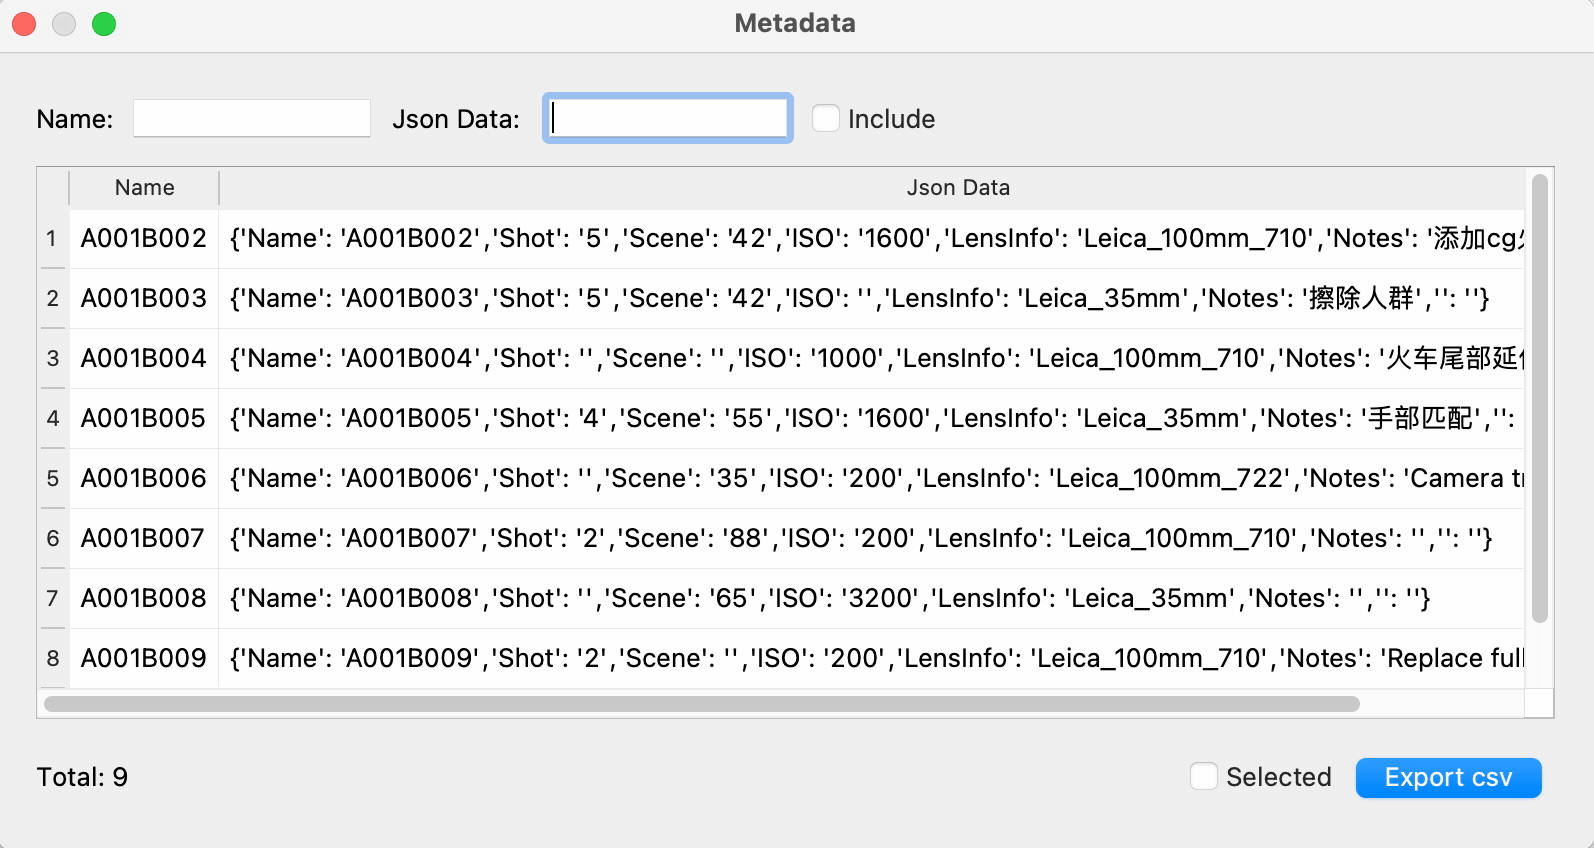 Metadata
Name: Json Data: Include
Name Json Data
1 A001B002 {'Name': 'A001B002','Shot': '5','Scene': '42','ISO': '1600','LensInfo': 'Leica_100mm_710','Notes': '添加cg
2 A001B003 {'Name': 'A001B003','Shot': '5','Scene': '42','ISO': '','LensInfo': 'Leica_35mm','Notes': '擦除人群','': ''}
3 A001B004 {'Name': 'A001B004','Shot': '','Scene': '','ISO': '1000','LensInfo': 'Leica_100mm_710','Notes': '火车尾部延
4 A001B005 {'Name': 'A001B005','Shot': '4','Scene': '55','ISO': '1600','LensInfo': 'Leica_35mm','Notes': '手部匹配','':
5 A001B006 {'Name': 'A001B006','Shot': '','Scene': '35','ISO': '200','LensInfo': 'Leica_100mm_722','Notes': 'Camera
6 A001B007 {'Name': 'A001B007','Shot': '2','Scene': '88','ISO': '200','LensInfo': 'Leica_100mm_710','Notes': '','': ''}
7 A001B008 {'Name': 'A001B008','Shot': '','Scene': '65','ISO': '3200','LensInfo': 'Leica_35mm','Notes': '','': ''}
8 A001B009 {'Name': 'A001B009','Shot': '2','Scene': '','ISO': '200','LensInfo': 'Leica_100mm_710','Notes': 'Replace full
Total: 9 Selected Export csv